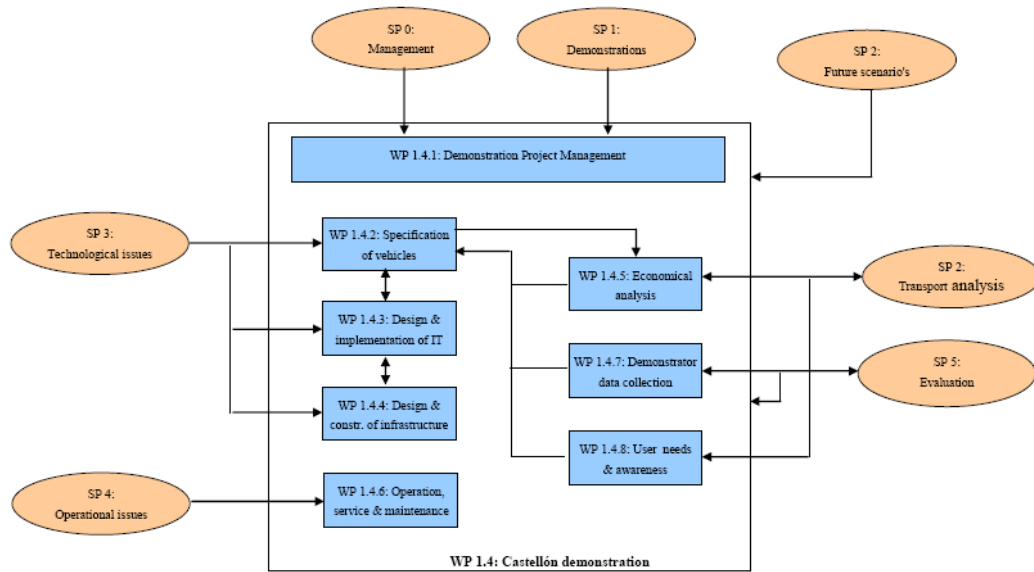 SP 0:
Management
SP 1:
Demonstrations
SP 2:
Future scenario's
WP 1.4.1: Demonstration Project Management
SP 3:
Technological issues
WP 1.4.2: Specification
of vehicles
WP 1.4.5: Economical
analysis
SP 2:
Transport analysis
WP 1.4.3: Design &
implementation of IT
WP 1.4.7: Demonstrator
data collection
SP 5:
Evaluation
WP 1.4.4: Design &
constr. of infrastructure
WP 1.4.8: User needs
& awareness
SP 4:
Operational issues
WP 1.4.6: Operation,
service & maintenance
WP 1.4: Castellón demonstration